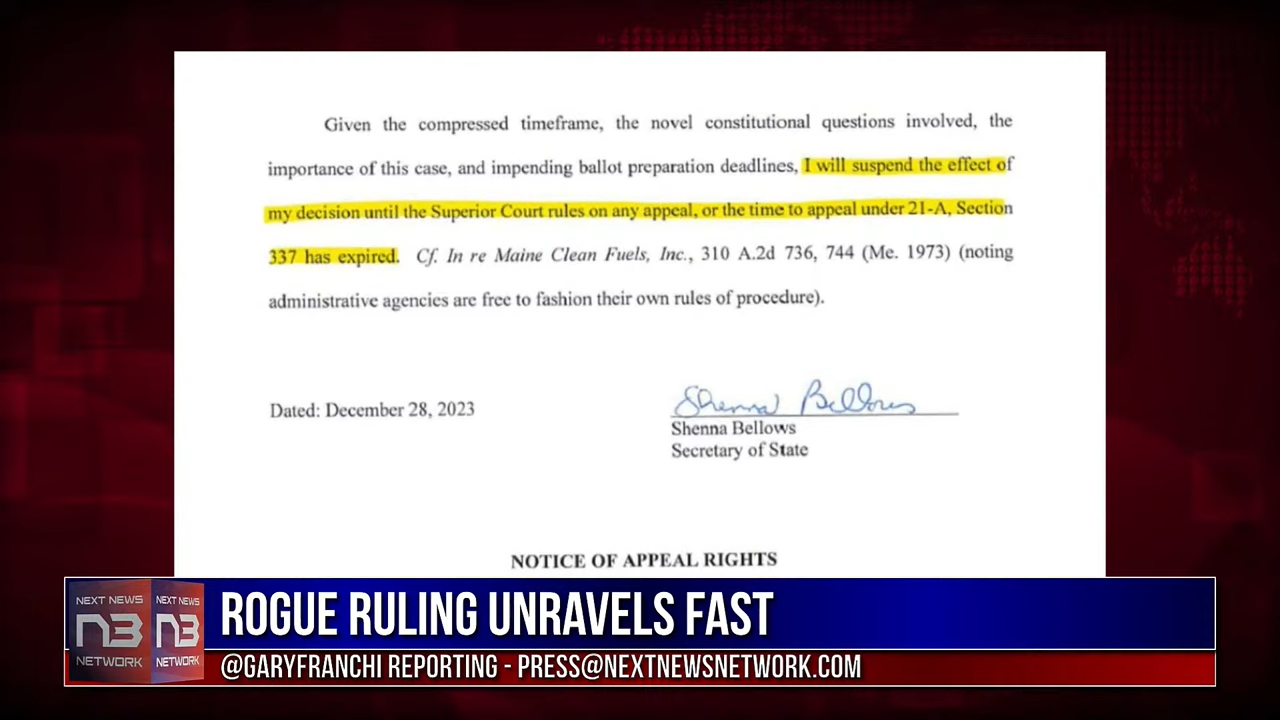 Given the compressed timeframe, the novel constitutional questions involved, the
importance of this case, and impending ballot preparation deadlines, I will suspend the effect of
my decision until the Superior Court rules on any appeal, or the time to appeal under 21-A, Section
337 has expired. Cf. In re Maine Clean Fuels, Inc., 310 A.2d 736, 744 (Me. 1973) (noting
administrative agencies are free to fashion their own rules of procedure).
Dated: December 28, 2023
Shenna Bellows
Shenna Bellows
Secretary of State
NOTICE OF APPEAL RIGHTS
NEXT NEWS
N3
NETWORK
NEXT NEWS
N3
NETWORK
ROGUE RULING UNRAVELS FAST
@GARYFRANCHI REPORTING - PRESS@NEXTNEWSNETWORK.COM